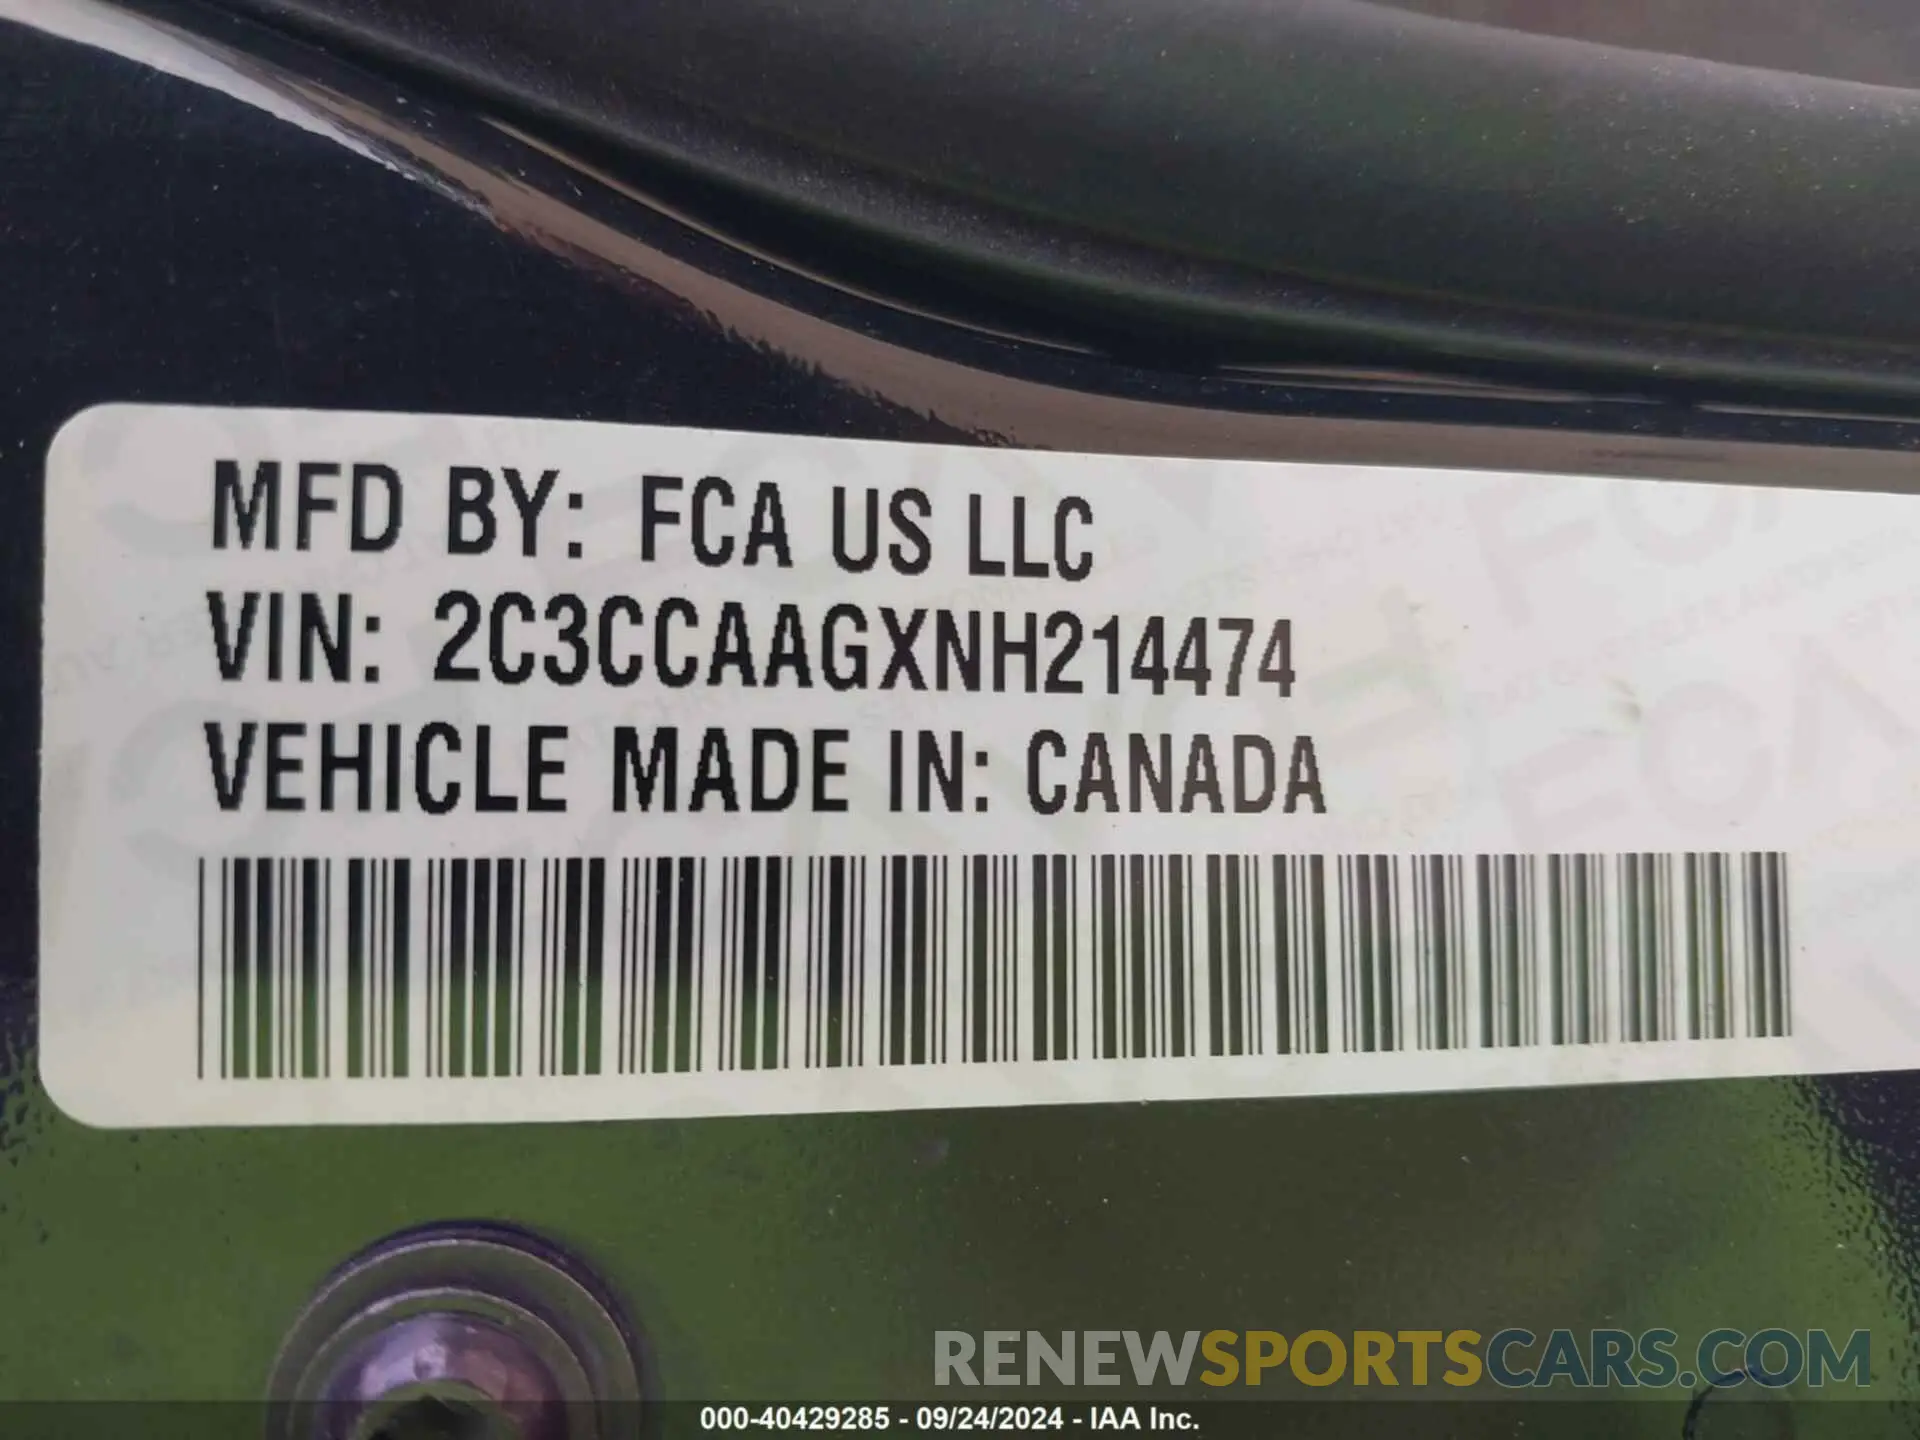 MFD BY: FCA US LLC
VIN: 2C3CCAAGXNH214474
VEHICLE MADE IN: CANADA
RENEWSPORTSCARS.COM
000-40429285 - 09/24/2024 - IAA Inc.